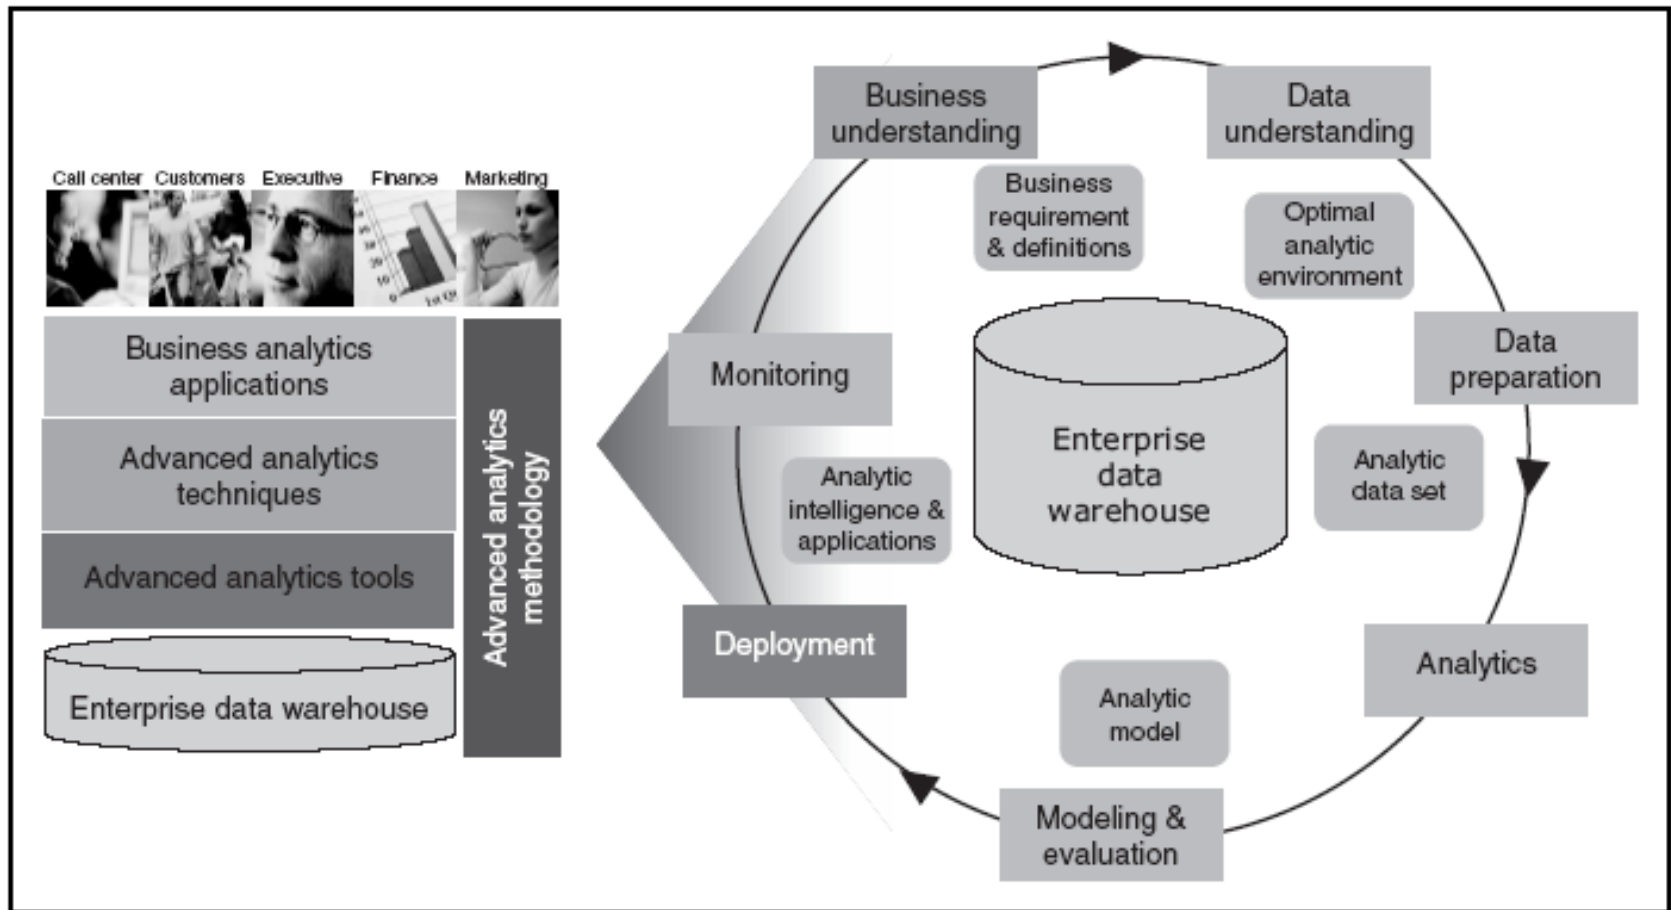 Call center Customers Executive Finance Marketing
Business analytics
applications
Advanced analytics
techniques
Advanced analytics tools
Enterprise data warehouse
Advanced analytics
methodology
Business
understanding
Data
understanding
Business
requirement
& definitions
Optimal
analytic
environment
Monitoring
Data
preparation
Enterprise
data
warehouse
Analytic
data set
Analytic
intelligence &
applications
Deployment
Analytics
Analytic
model
Modeling &
evaluation